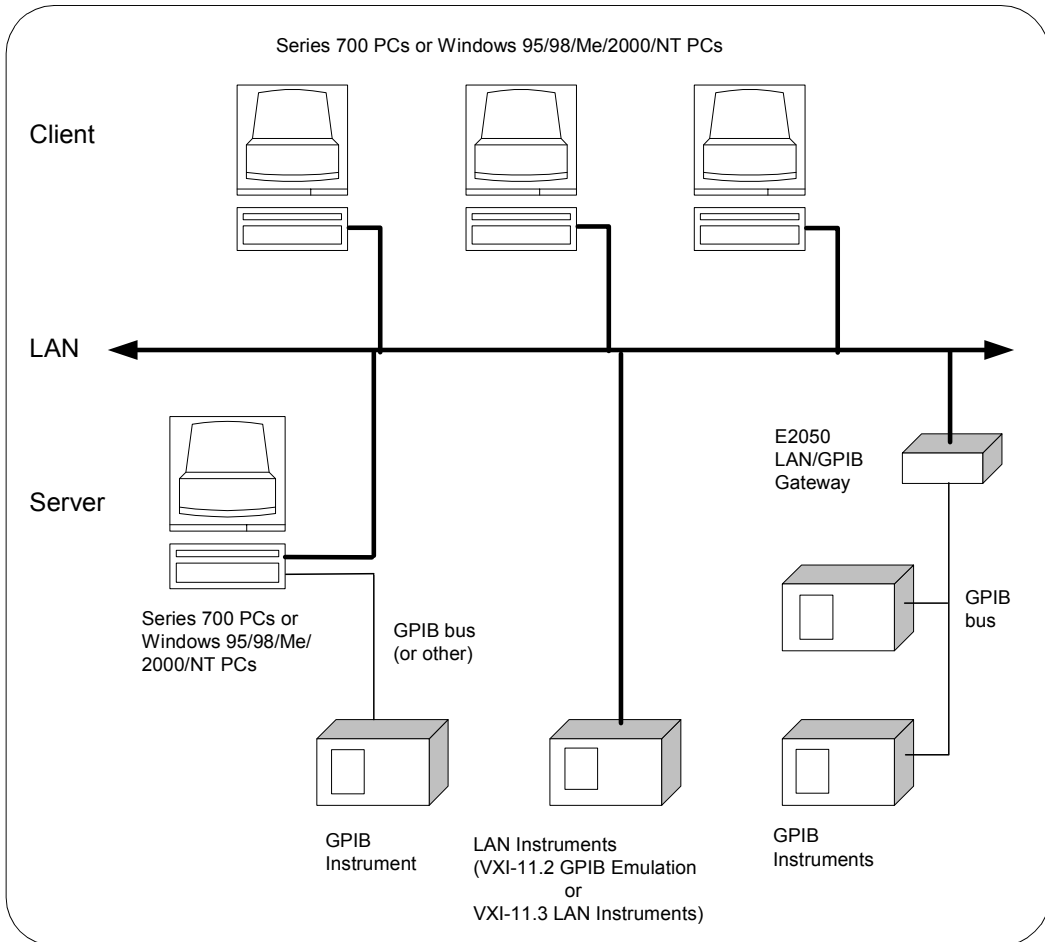 Series 700 PCs or Windows 95/98/Me/2000/NT PCs
Client
LAN
E2050
LAN/GPIB
Gateway
Server
Series 700 PCs or
Windows 95/98/Me/
2000/NT PCs
GPIB bus
(or other)
GPIB
bus
GPIB
Instrument
LAN Instruments
(VXI-11.2 GPIB Emulation
or
VXI-11.3 LAN Instruments)
GPIB
Instruments